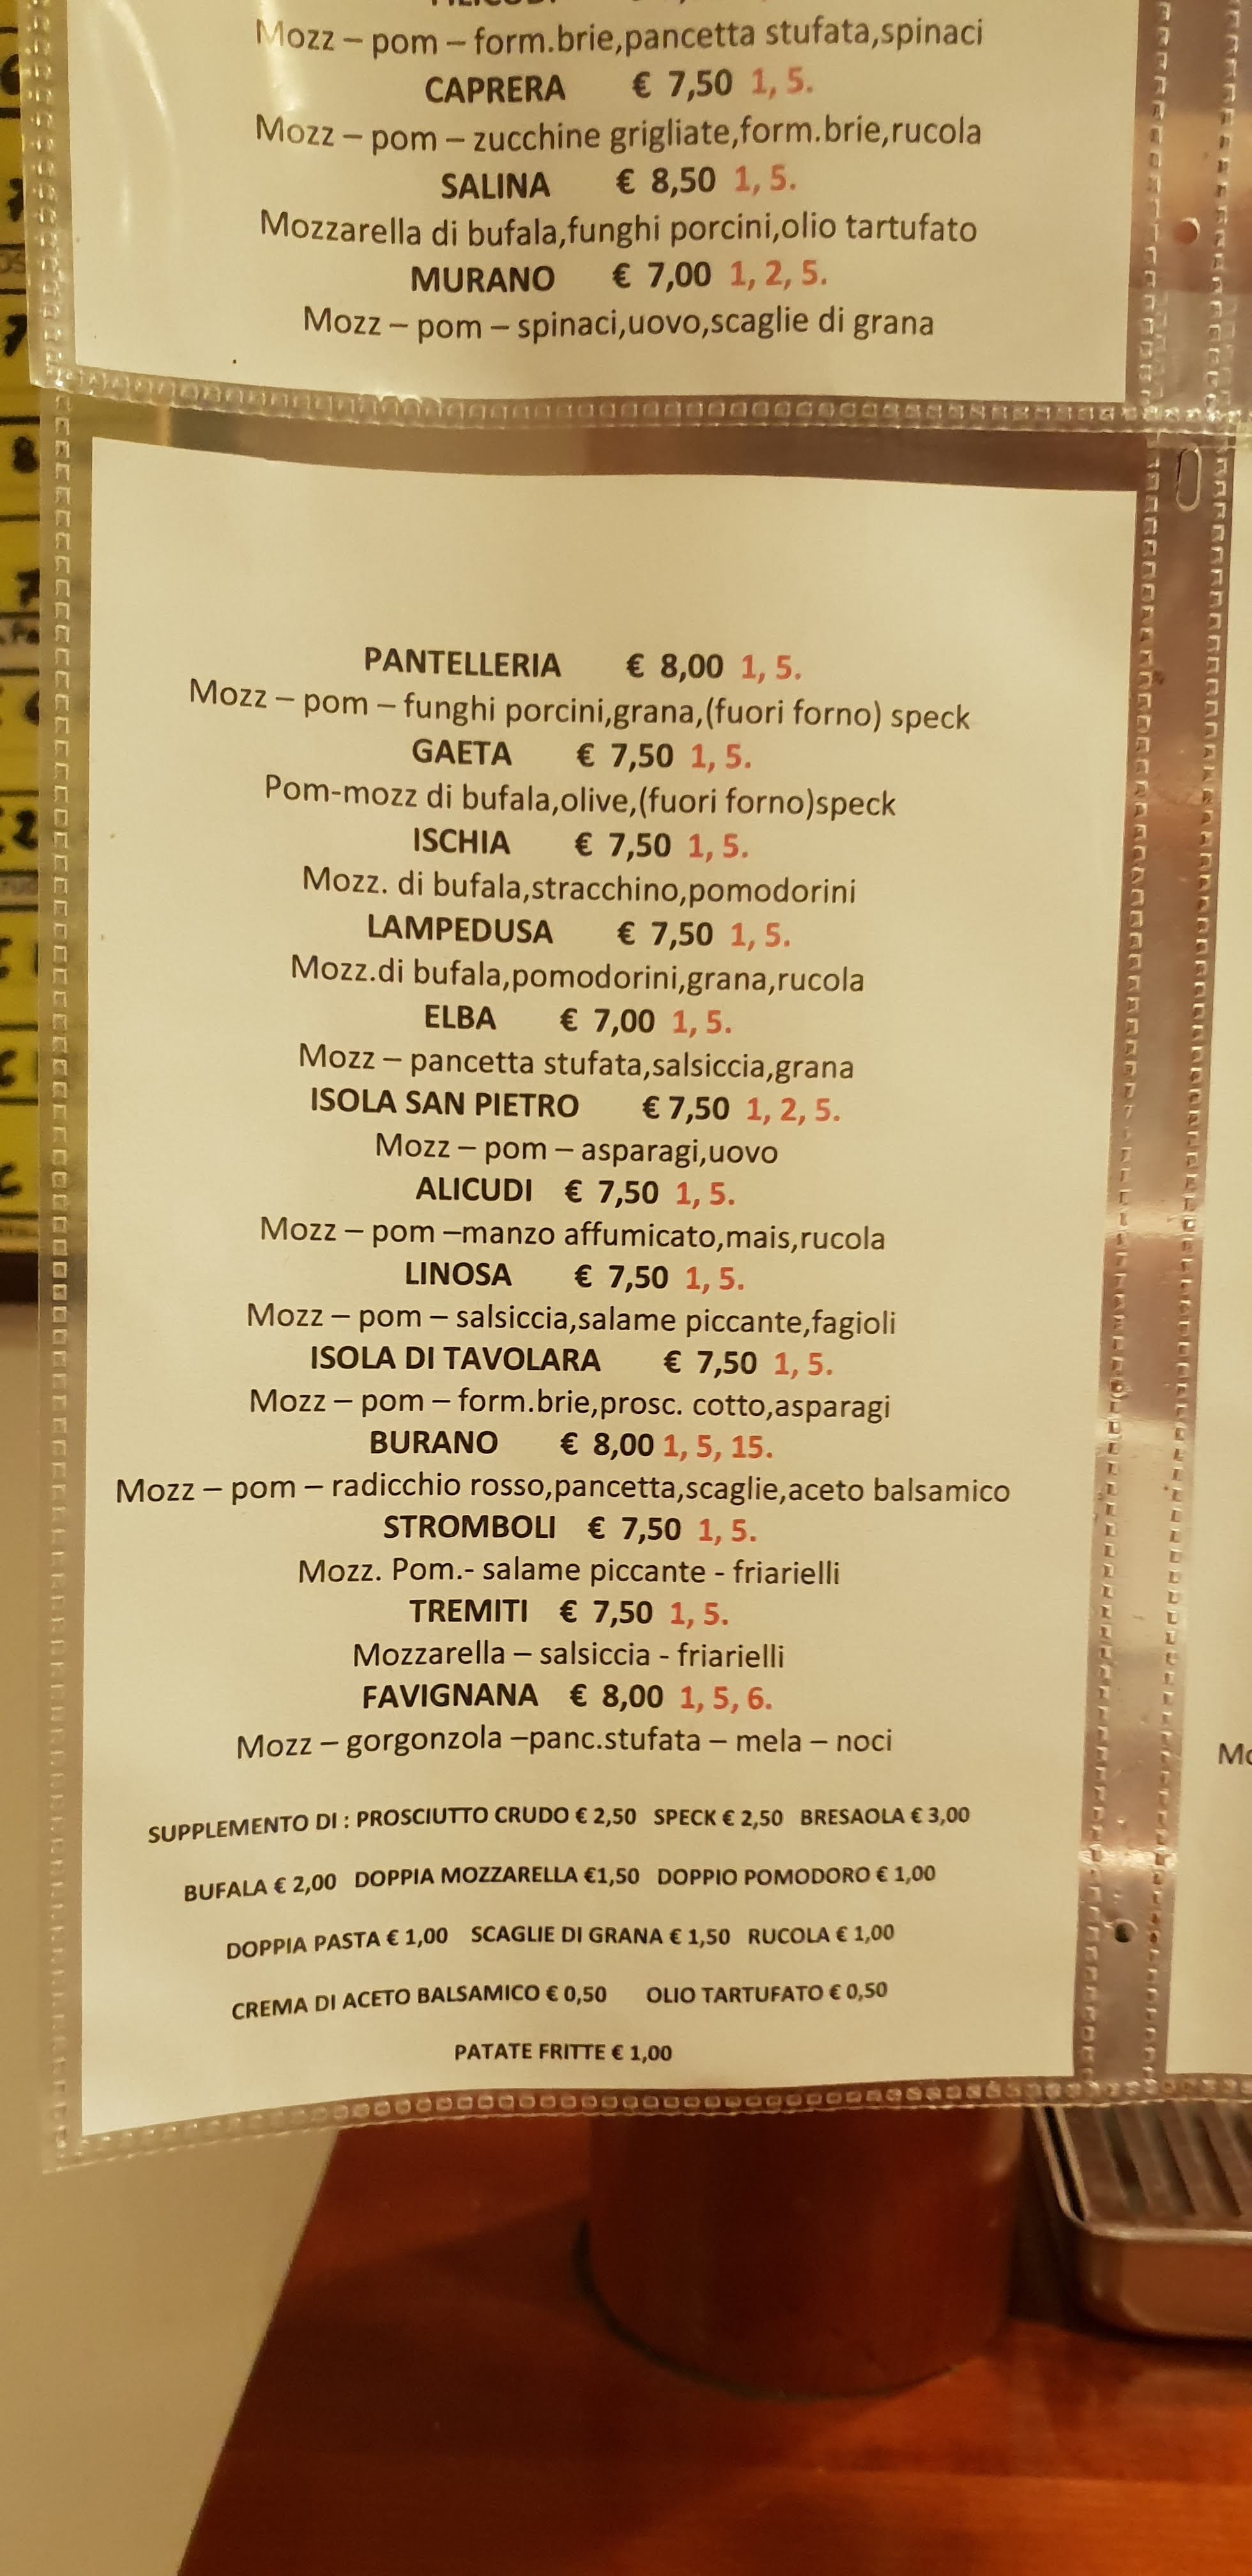 Mozz – pom – form.brie,pancetta stufata,spinaci
CAPRERA € 7,50 1, 5.
Mozz – pom – zucchine grigliate,form.brie,rucola
SALINA € 8,50 1, 5.
Mozzarella di bufala,funghi porcini,olio tartufato
MURANO € 7,00 1, 2, 5.
Mozz – pom – spinaci,uovo,scaglie di grana
PANTELLERIA € 8,00 1, 5.
Mozz – pom – funghi porcini,grana,(fuori forno) speck
GAETA € 7,50 1, 5.
Pom-mozz di bufala,olive,(fuori forno)speck
ISCHIA € 7,50 1, 5.
Mozz. di bufala,stracchino,pomodorini
LAMPEDUSA € 7,50 1, 5.
Mozz.di bufala,pomodorini,grana,rucola
ELBA € 7,00 1, 5.
Mozz – pancetta stufata,salsiccia,grana
ISOLA SAN PIETRO € 7,50 1, 2, 5.
Mozz – pom – asparagi,uovo
ALICUDI € 7,50 1, 5.
Mozz – pom –manzo affumicato,mais,rucola
LINOSA € 7,50 1, 5.
Mozz – pom – salsiccia,salame piccante,fagioli
ISOLA DI TAVOLARA € 7,50 1, 5.
Mozz – pom – form.brie,prosc. cotto,asparagi
BURANO € 8,00 1, 5, 15.
Mozz – pom – radicchio rosso,pancetta,scaglie,aceto balsamico
STROMBOLI € 7,50 1, 5.
Mozz. Pom.- salame piccante - friarielli
TREMITI € 7,50 1, 5.
Mozzarella – salsiccia - friarielli
FAVIGNANA € 8,00 1, 5, 6.
Mozz – gorgonzola –panc.stufata – mela – noci
SUPPLEMENTO DI : PROSCIUTTO CRUDO € 2,50 SPECK € 2,50 BRESAOLA € 3,00
BUFALA € 2,00 DOPPIA MOZZARELLA €1,50 DOPPIO POMODORO € 1,00
DOPPIA PASTA € 1,00 SCAGLIE DI GRANA € 1,50 RUCOLA € 1,00
CREMA DI ACETO BALSAMICO € 0,50 OLIO TARTUFATO € 0,50
PATATE FRITTE € 1,00